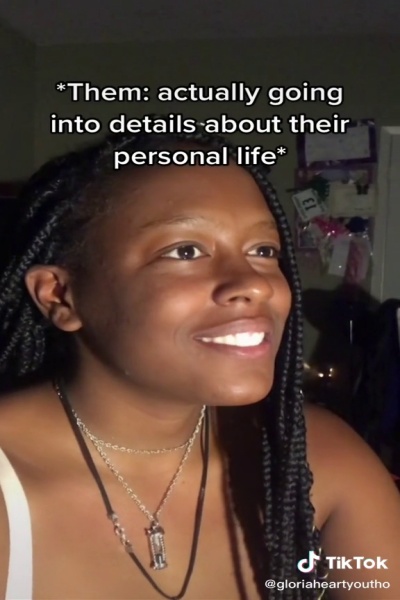 *Them: actually going
into details about their
personal life*
TikTok
@gloriaheartyoutho